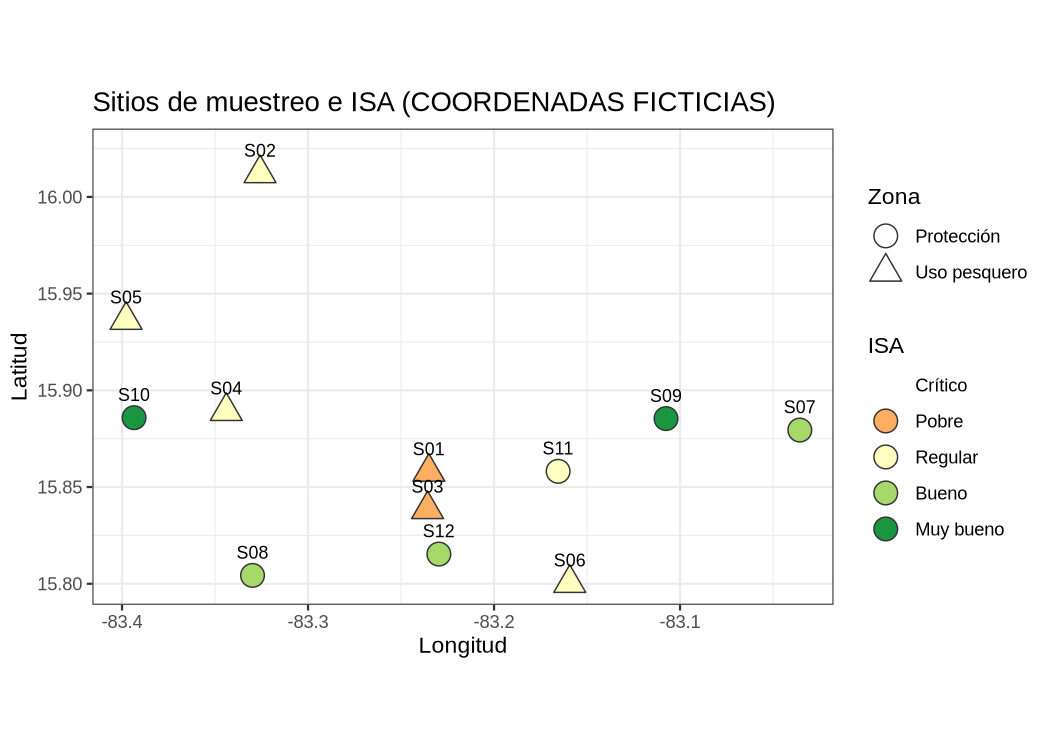 Sitios de muestreo e ISA (COORDENADAS FICTICIAS)
S02
16.00
S05
15.95
S10
S04
15.90
S09
S07
S01
S11
S03
15.85
S12
S08
S06
15.80
-83.4
-83.3
-83.2
-83.1
Longitud
Latitud
Zona
Protección
Uso pesquero
ISA
Crítico
Pobre
Regular
Bueno
Muy bueno